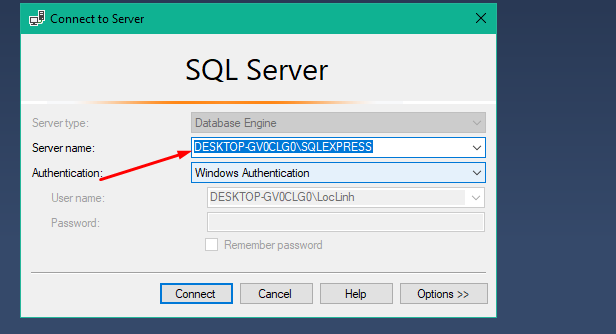 Connect to Server
SQL Server
Server type: Database Engine
Server name: DESKTOP-GV0CLG0\SQLEXPRESS
Authentication: Windows Authentication
User name: DESKTOP-GV0CLG0\LocLinh
Password:
Remember password
Connect Cancel Help Options >>